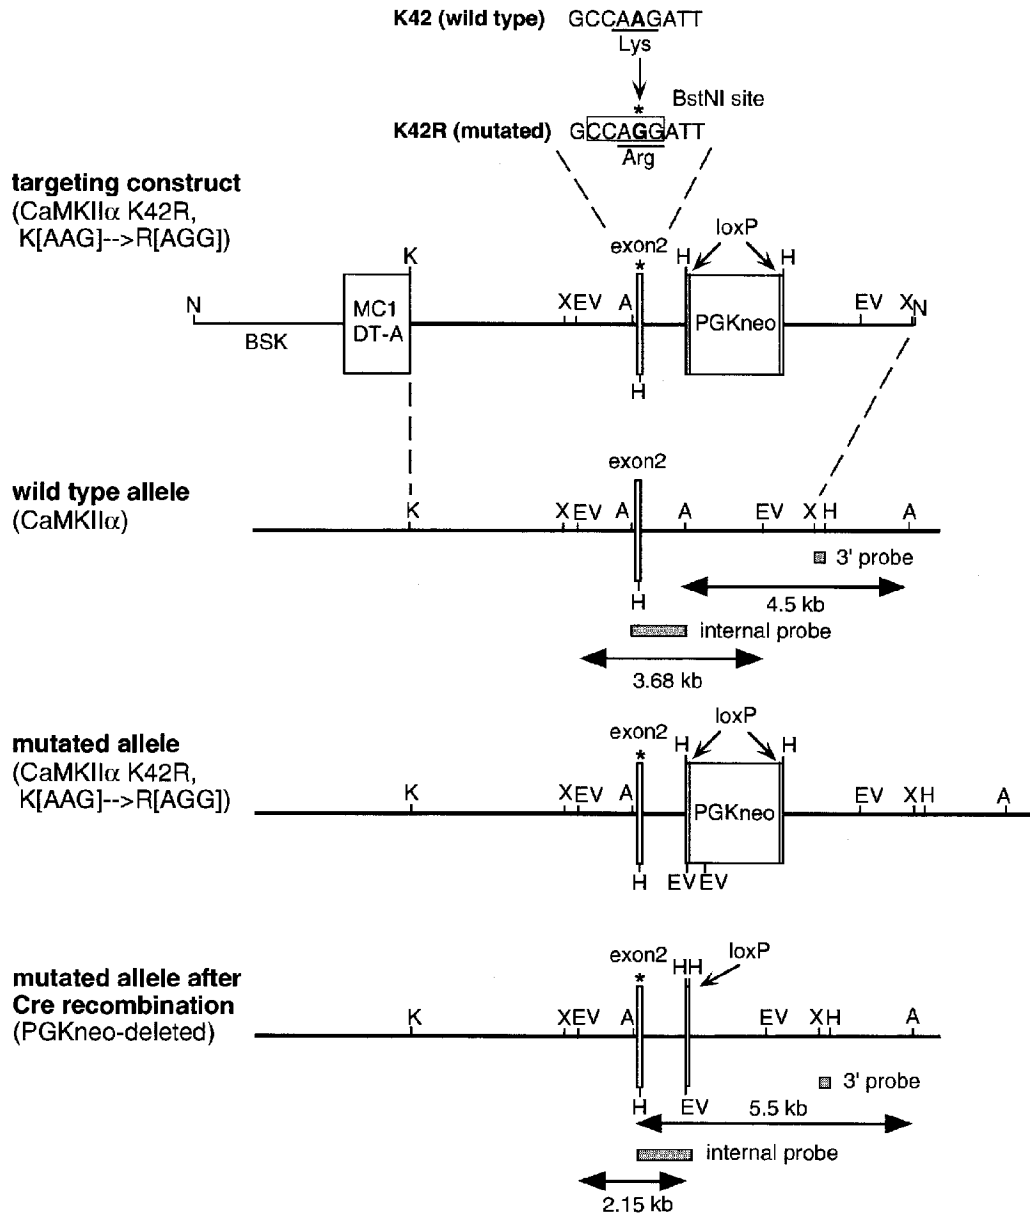 K42 (wild type) GCCAAGATT
Lys
* BstNI site
K42R (mutated) GCCAGGATT
Arg
targeting construct
(CaMKIIα K42R,
K[AAG]-->R[AGG])
loxP
exon2
K * H H
N X EV A EV X N
MC1
DT-A
PGKneo
BSK
H
exon2
wild type allele
(CaMKIIα)
K X EV A A EV X H A
3' probe
H
4.5 kb
internal probe
3.68 kb
mutated allele
(CaMKIIα K42R,
K[AAG]-->R[AGG])
loxP
exon2
* H H
K X EV A EV X H A
PGKneo
H EV EV
mutated allele after
Cre recombination
(PGKneo-deleted)
exon2 loxP
* H H
K X EV A EV X H A
3' probe
H EV
5.5 kb
internal probe
2.15 kb